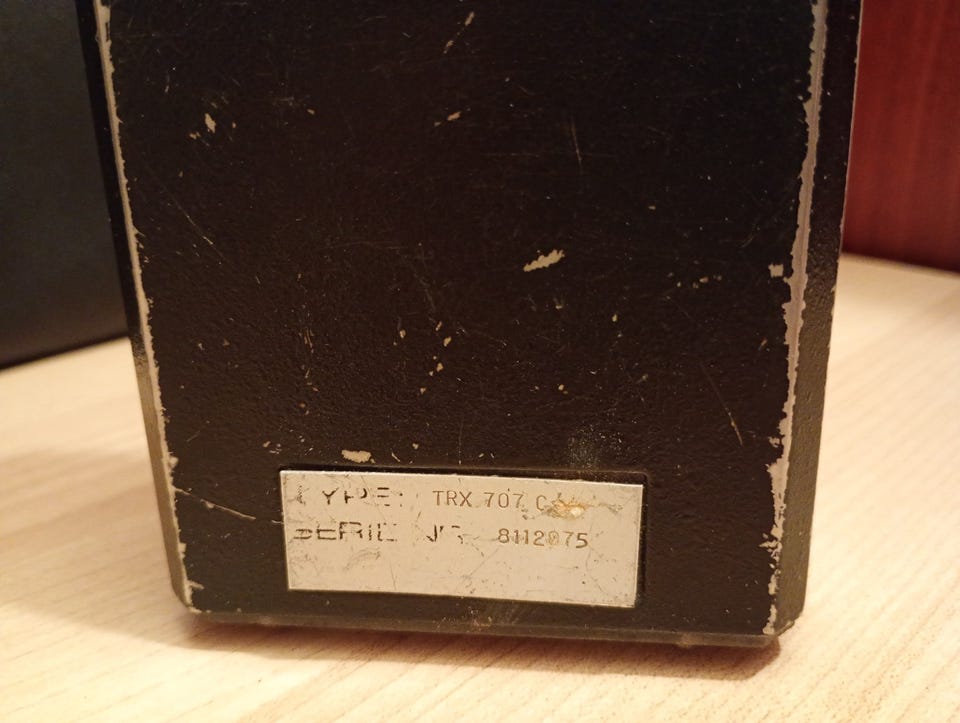 TYPE: TRX 707
SERIE NR 8112075